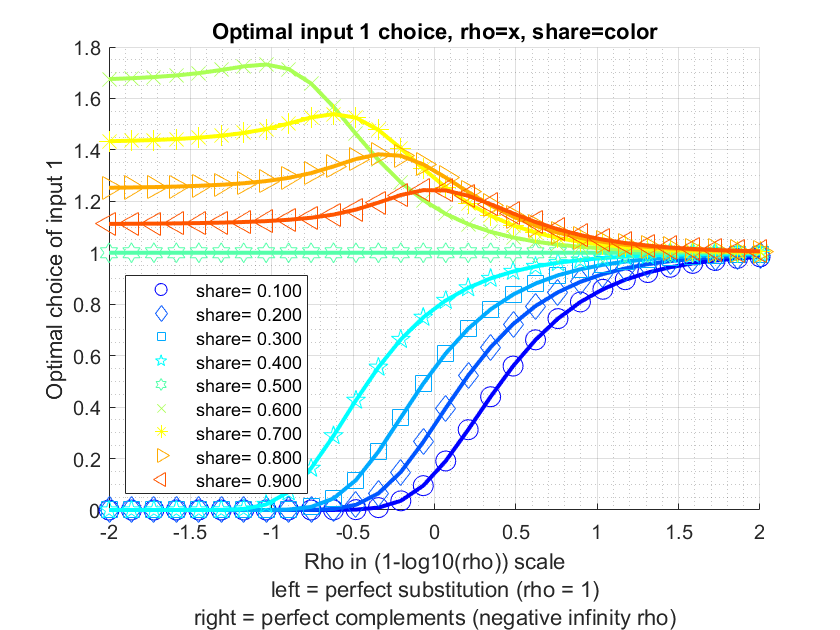 Optimal input 1 choice, rho=x, share=color
Optimal choice of input 1
1.8
1.6
1.4
1.2
1
0.8
0.6
0.4
0.2
0
share= 0.100
share= 0.200
share= 0.300
share= 0.400
share= 0.500
share= 0.600
share= 0.700
share= 0.800
share= 0.900
-2 -1.5 -1 -0.5 0 0.5 1 1.5 2
Rho in (1-log10(rho)) scale
left = perfect substitution (rho = 1)
right = perfect complements (negative infinity rho)